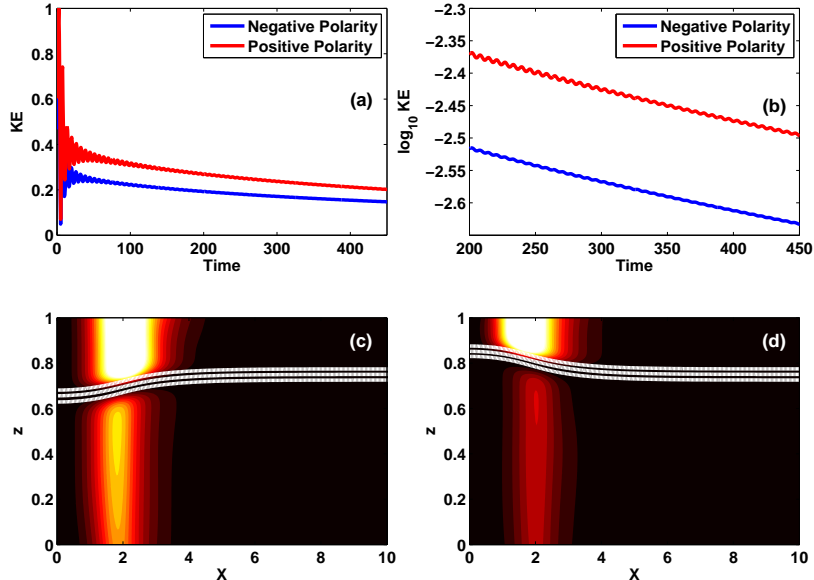 Negative Polarity
Positive Polarity
(a)
KE
1
0.8
0.6
0.4
0.2
0
0 100 200 300 400
Time
Negative Polarity
Positive Polarity
(b)
log10 KE
−2.3
−2.35
−2.4
−2.45
−2.5
−2.55
−2.6
200 250 300 350 400 450
Time
(c)
z
1
0.8
0.6
0.4
0.2
0
0 2 4 6 8 10
X
(d)
z
1
0.8
0.6
0.4
0.2
0
0 2 4 6 8 10
X